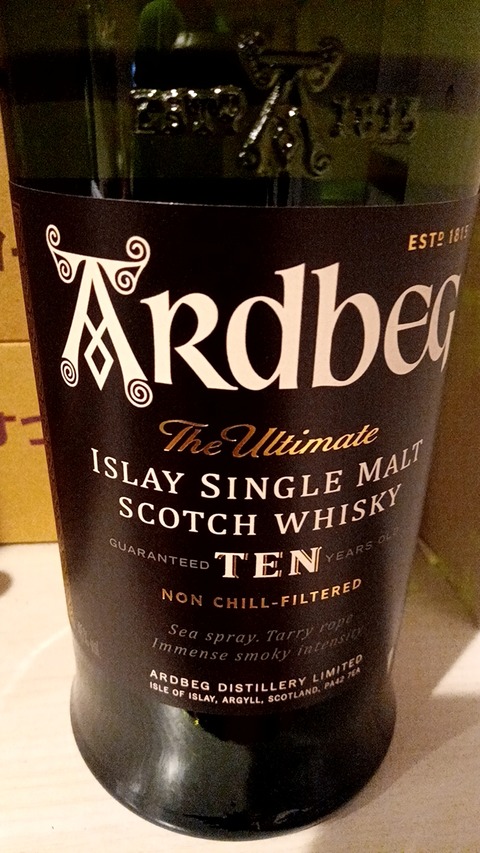 ESTD A 1815
ESTD 1815
ARDBEG
The Ultimate
ISLAY SINGLE MALT
SCOTCH WHISKY
GUARANTEED TEN YEARS OLD
NON CHILL-FILTERED
Sea spray. Tarry rope
Immense smoky intensity
ARDBEG DISTILLERY LIMITED
ISLE OF ISLAY, ARGYLL, SCOTLAND, PA42 7EA